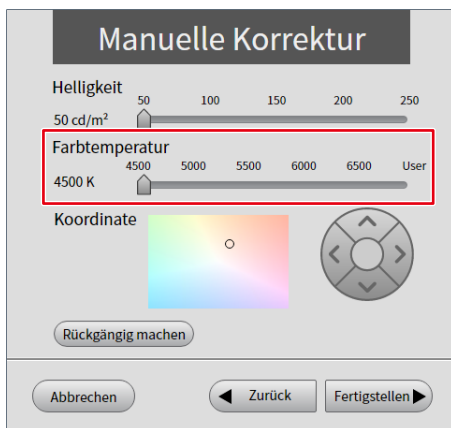 Manuelle Korrektur
Helligkeit
50 100 150 200 250
50 cd/m²
Farbtemperatur
4500 5000 5500 6000 6500 User
4500 K
Koordinate
Rückgängig machen
Abbrechen Zurück Fertigstellen